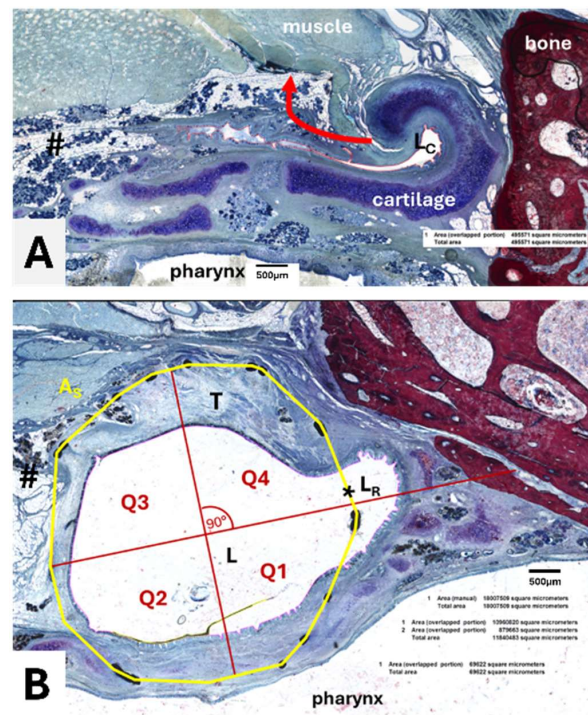 muscle
bone
#
L_C
cartilage
1 Area (overlapped portion) 495571 square micrometers
Total area 495571 square micrometers
A
pharynx
500µm
A_S
T
#
Q3
Q4
* L_R
90°
L
Q2
Q1
500µm
1 Area (manual) 18007509 square micrometers
Total area 18007509 square micrometers
1 Area (overlapped portion) 10960820 square micrometers
2 Area (overlapped portion) 879663 square micrometers
Total area 11840483 square micrometers
1 Area (overlapped portion) 69622 square micrometers
Total area 69622 square micrometers
B
pharynx